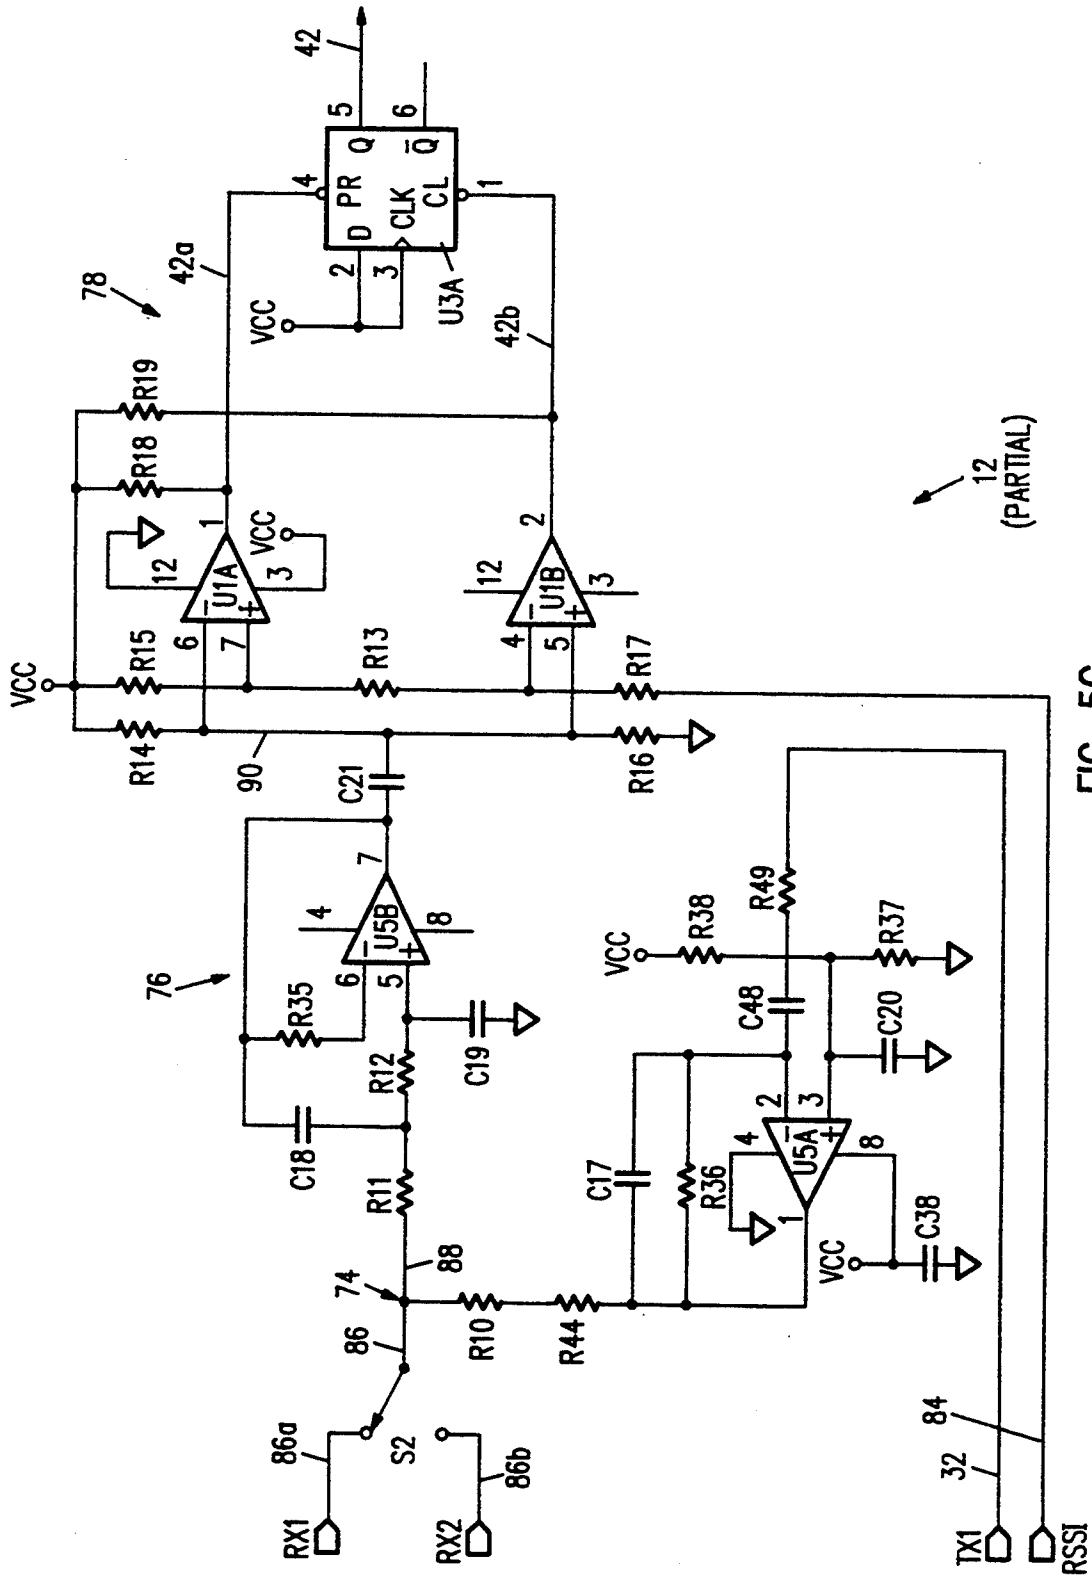 VCC
R14
R15
R18
R19
78
42a
42
VCC
12
U1A
6
7
1
VCC
3
4
PR
5
Q
D
2
3
CLK
CL
Q
6
1
U3A
42b
90
R13
C21
76
R35
6
5
4
U5B
7
8
4
5
12
U1B
2
3
R16
R17
C18
R12
C19
R11
88
74
86
86a
RX1
S2
86b
RX2
R10
R44
C17
R36
1
4
U5A
2
3
8
VCC
C38
C48
C20
VCC
R38
R37
R49
32
TX1
84
RSSI
12
(PARTIAL)
FIG. 5C